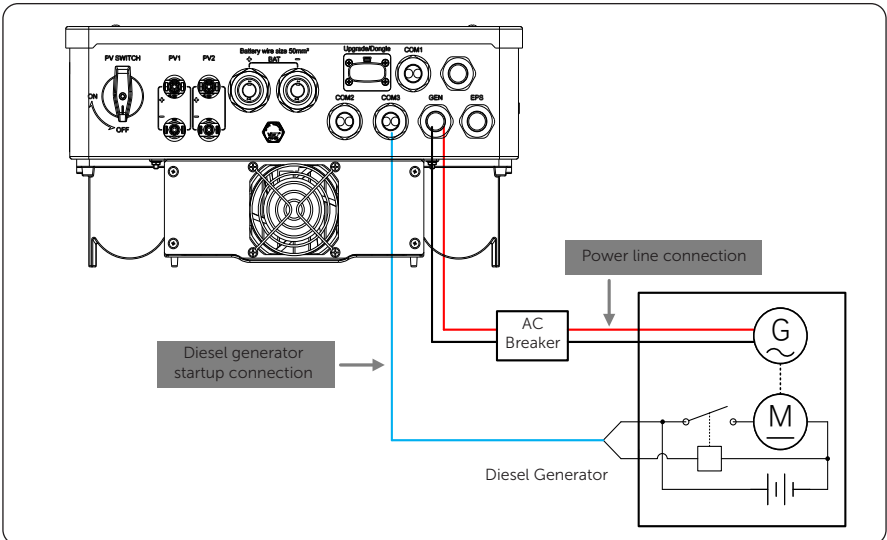 Battery wire size 50mm²
Upgrade/Dongle
COM1
PV SWITCH
PV1
PV2
+
BAT
-
COM2
COM3
GEN
EPS
ON
+
+
-
-
OFF
Power line connection
AC
Breaker
G
Diesel generator
startup connection
M
Diesel Generator